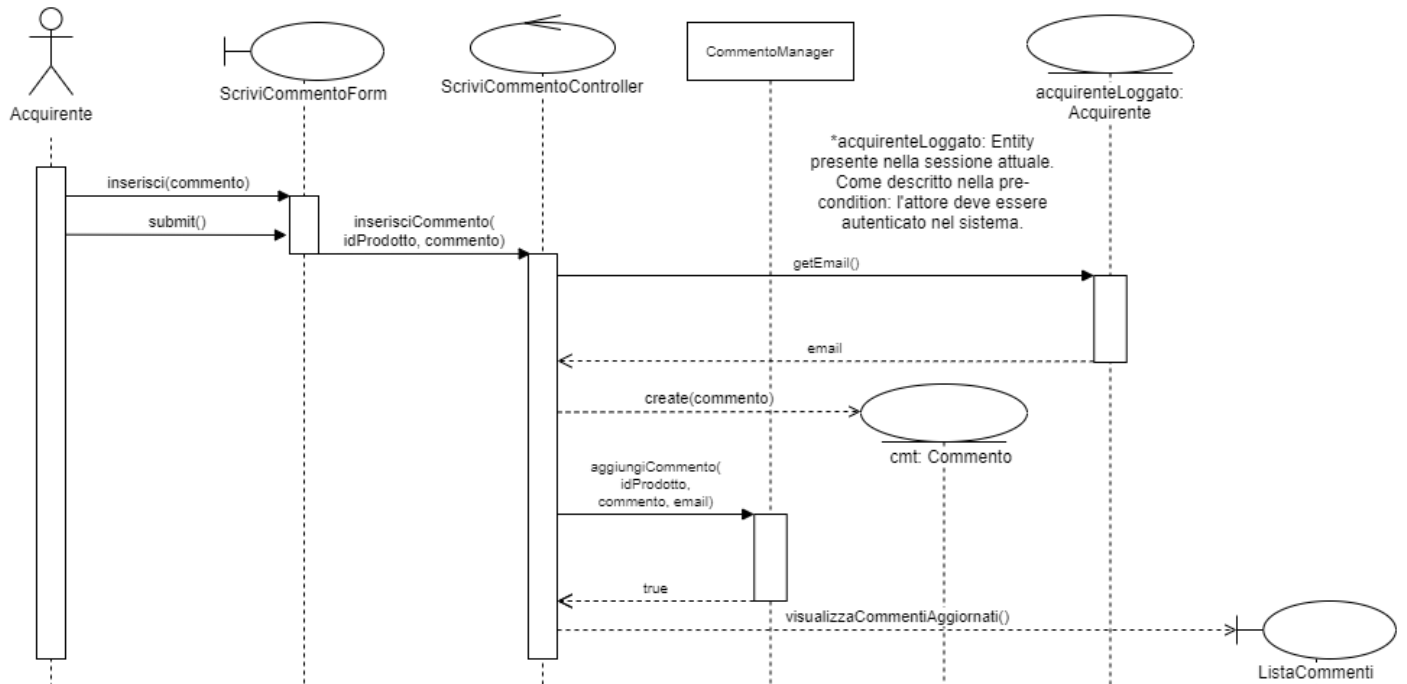 Acquirente
ScriviCommentoForm
ScriviCommentoController
CommentoManager
acquirenteLoggato:
Acquirente
*acquirenteLoggato: Entity
presente nella sessione attuale.
Come descritto nella pre-
condition: l'attore deve essere
autenticato nel sistema.
inserisci(commento)
submit()
inserisciCommento(
idProdotto, commento)
getEmail()
email
create(commento)
cmt: Commento
aggiungiCommento(
idProdotto,
commento, email)
true
visualizzaCommentiAggiornati()
ListaCommenti